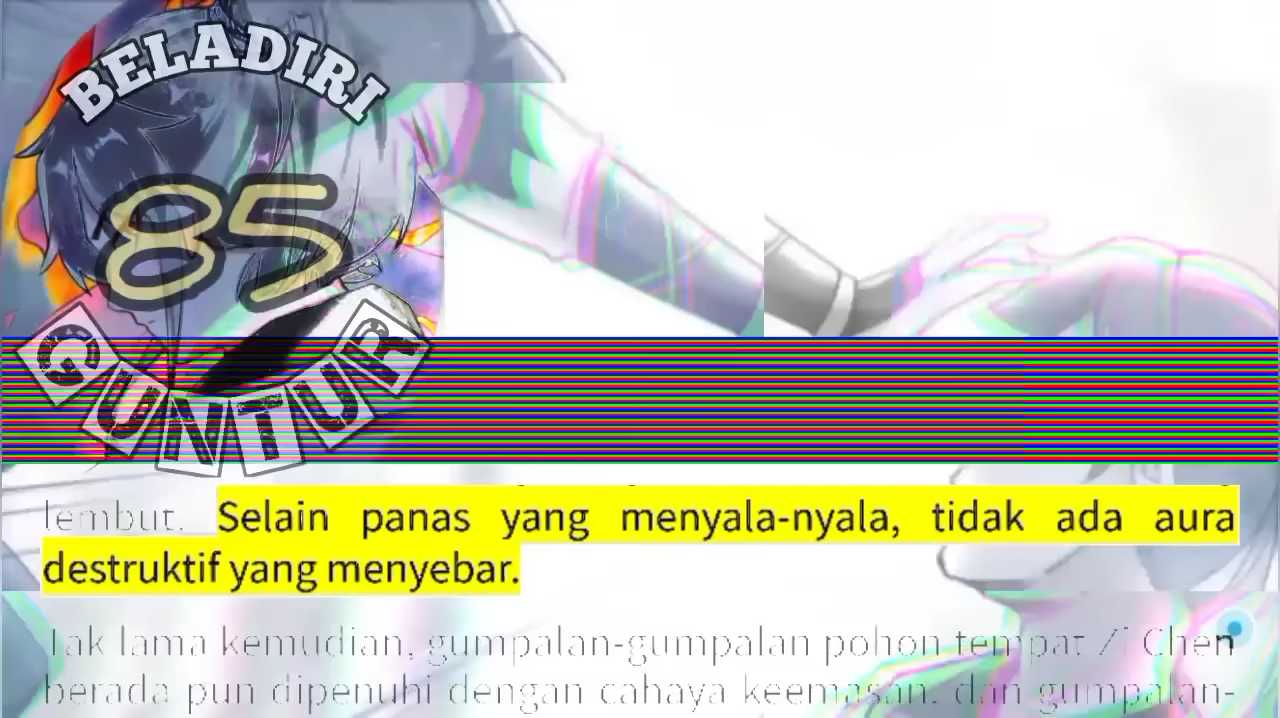 BELADIRI
85
GUNTUR
lembut. Selain panas yang menyala-nyala, tidak ada aura
destruktif yang menyebar.
Tak lama kemudian, gumpalan-gumpalan pohon tempat Chen
berada pun dipenuhi dengan cahaya keemasan, dan gumpalan-